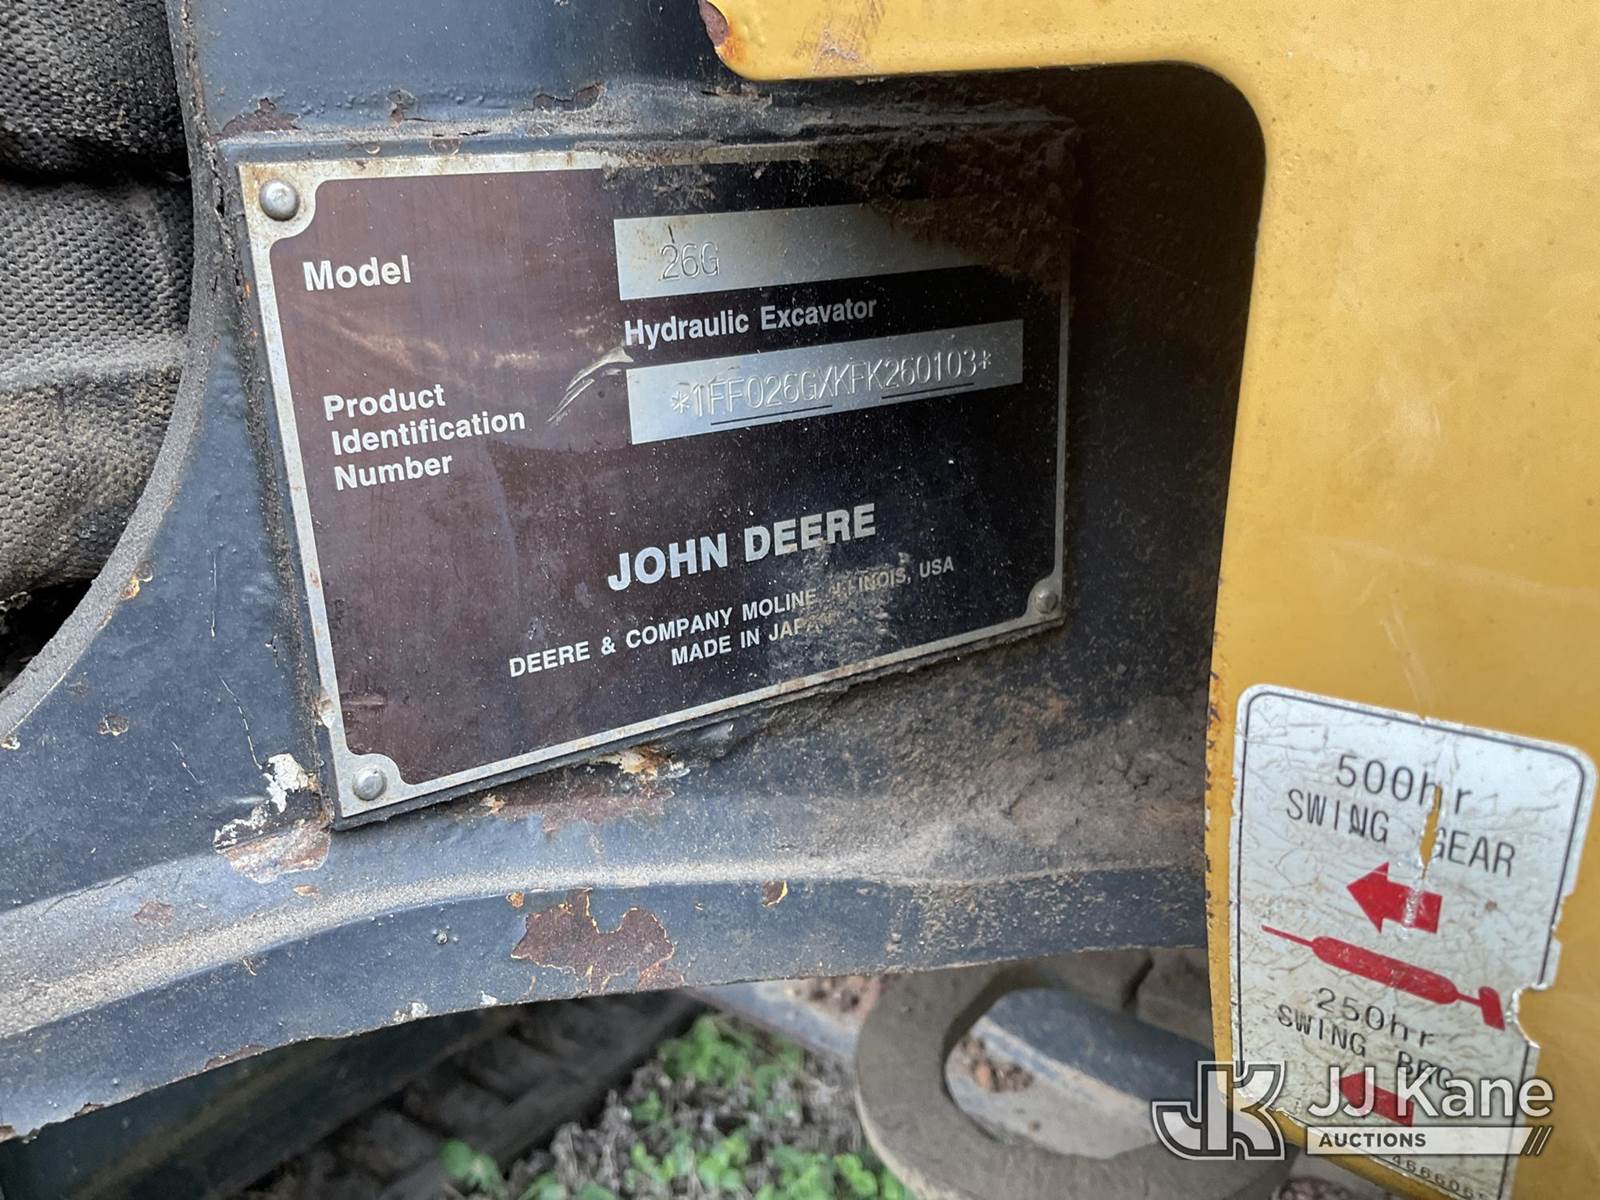 Model
26G
Hydraulic Excavator
Product
Identification
Number
*1FF026GXKFK260103*
JOHN DEERE
DEERE & COMPANY MOLINE, ILLINOIS, USA
MADE IN JAPAN
500hr
SWING GEAR
250hr
SWING BRG
JJ Kane
AUCTIONS